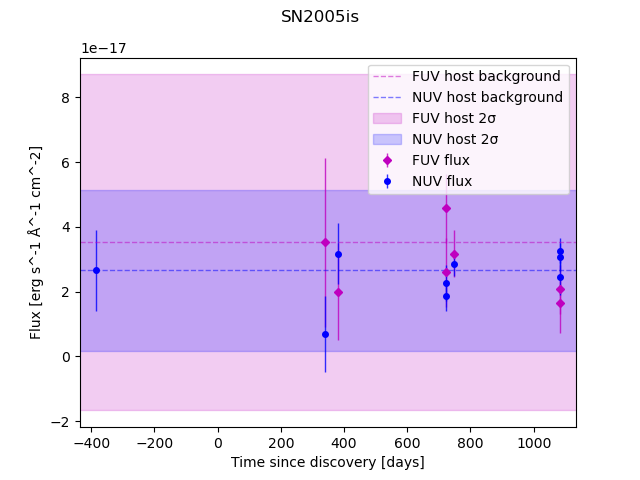 SN2005is
1e−17
FUV host background
NUV host background
FUV host 2σ
NUV host 2σ
FUV flux
NUV flux
8
6
4
2
0
−2
Flux [erg s^-1 Å^-1 cm^-2]
−400 −200 0 200 400 600 800 1000
Time since discovery [days]